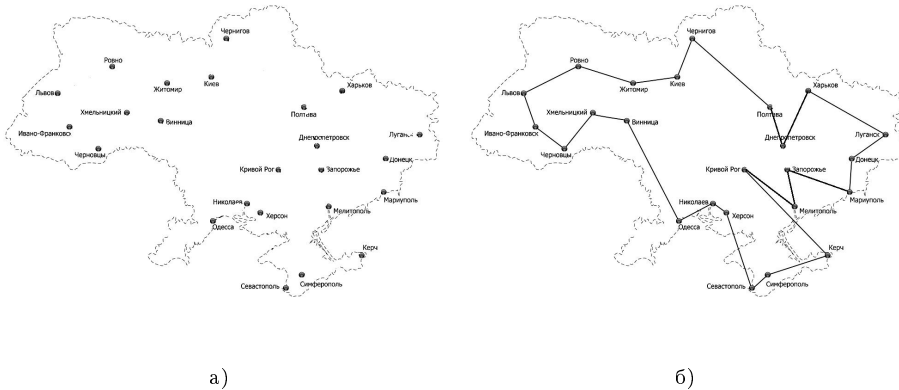 Чернигов
Ровно
Киев
Житомир
Харьков
Львов
Хмельницкий
Винница
Полтава
Ивано-Франковск
Луганск
Днепропетровск
Черновцы
Донецк
Кривой Рог
Запорожье
Мариуполь
Николаев
Херсон
Мелитополь
Одесса
Керч
Севастополь
Симферополь
а)
Чернигов
Ровно
Киев
Житомир
Харьков
Львов
Хмельницкий
Винница
Полтава
Ивано-Франковск
Луганск
Днепропетровск
Черновцы
Донецк
Кривой Рог
Запорожье
Мариуполь
Николаев
Херсон
Мелитополь
Одесса
Керч
Севастополь
Симферополь
б)